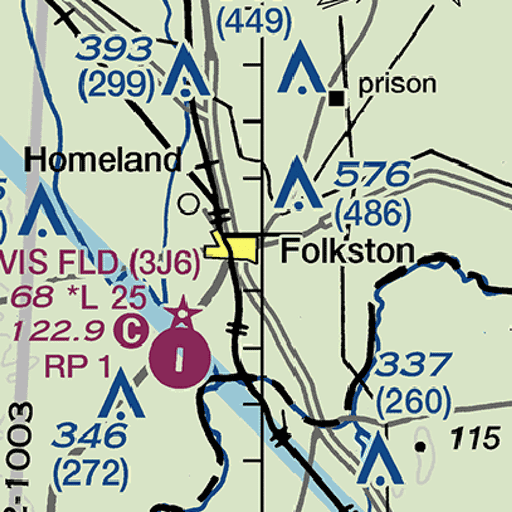 (449)
393
(299)
prison
Homeland
576
(486)
Folkston
VIS FLD (3J6)
68 *L 25
122.9 C
RP 1
337
(260)
346
(272)
115
2-1003